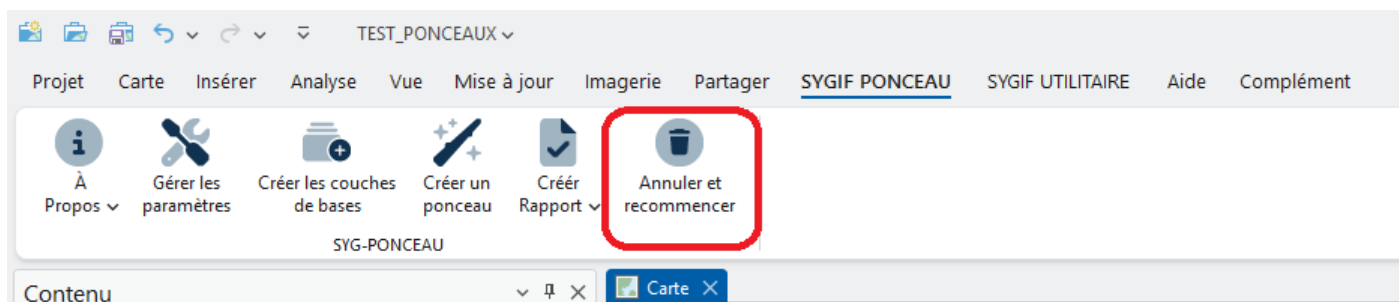 TEST_PONCEAUX
Projet Carte Insérer Analyse Vue Mise à jour Imagerie Partager SYGIF PONCEAU SYGIF UTILITAIRE Aide Complément
À Propos
Gérer les paramètres
Créer les couches de bases
Créer un ponceau
Créér Rapport
Annuler et recommencer
SYG-PONCEAU
Contenu
Carte